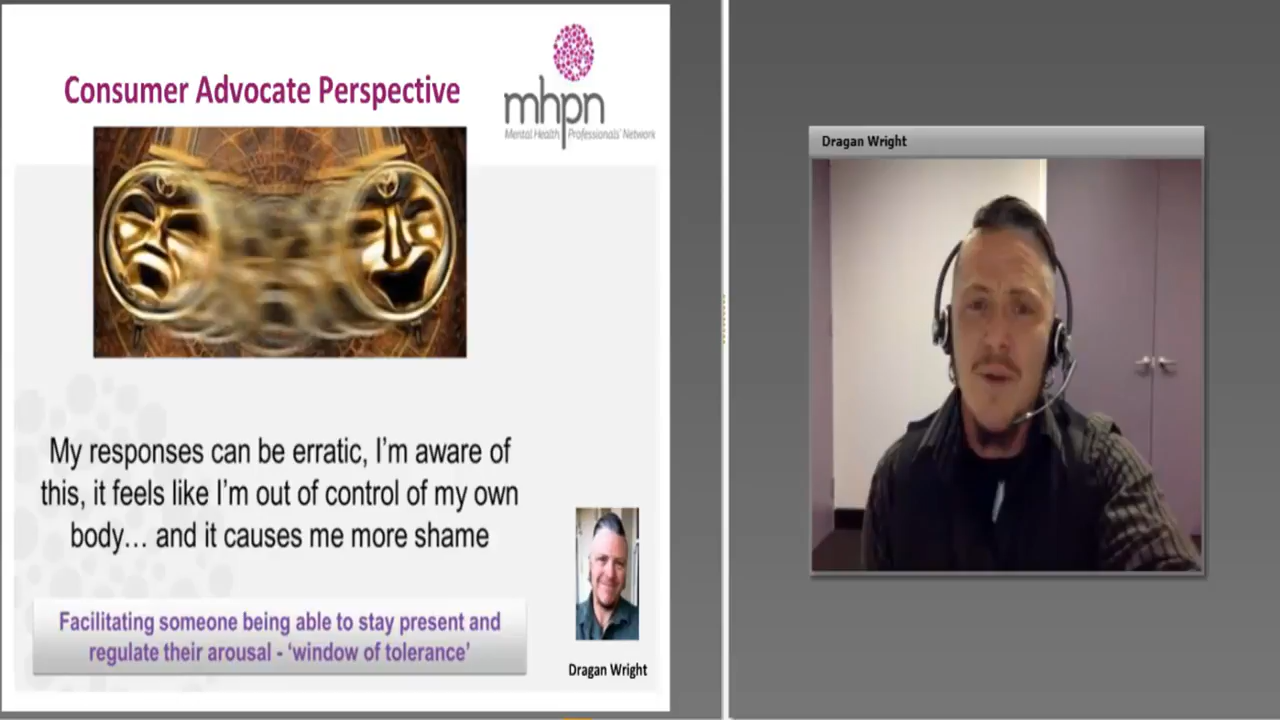 Consumer Advocate Perspective
mhpn
Mental Health Professionals' Network
My responses can be erratic, I'm aware of
this, it feels like I'm out of control of my own
body... and it causes me more shame
Facilitating someone being able to stay present and
regulate their arousal - 'window of tolerance'
Dragan Wright
Dragan Wright